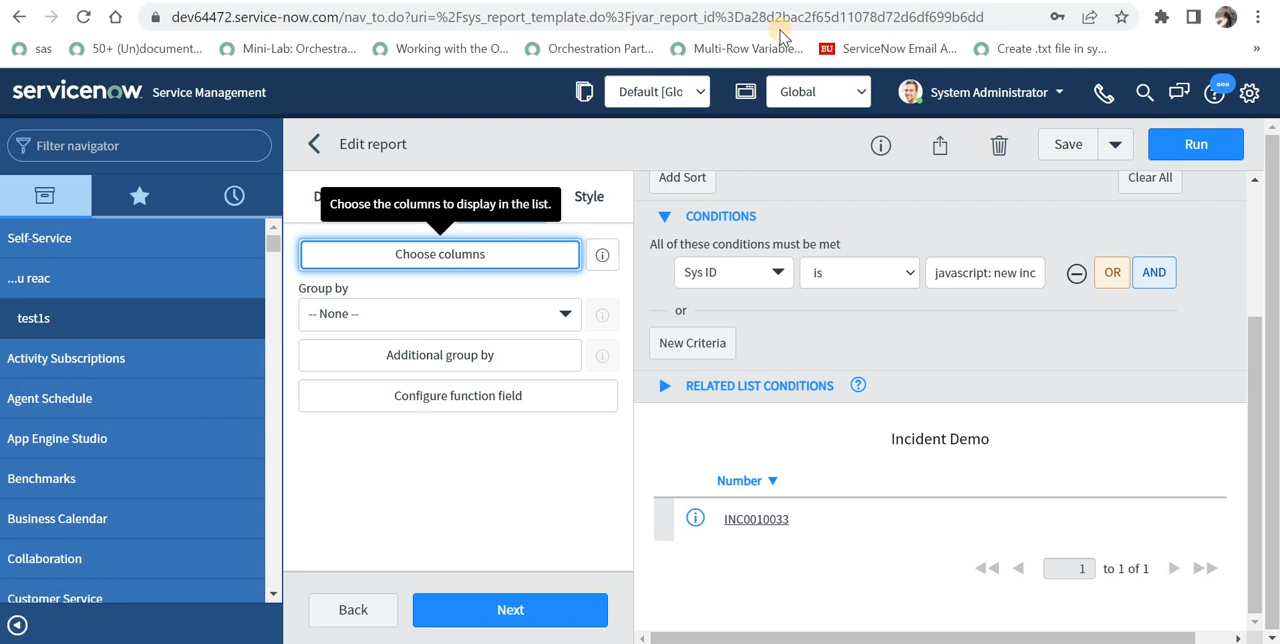 dev64472.service-now.com/nav_to.do?uri=%2Fsys_report_template.do%3Fjvar_report_id%3Da28d2bac2f65d11078d72d6df699b6dd
sas 50+ (Un)document... Mini-Lab: Orchestra... Working with the O... Orchestration Part... Multi-Row Variable... BU ServiceNow Email A... Create .txt file in sy... »
servicenow. Service Management Default [Glo Global System Administrator
Filter navigator
Edit report
Save
Run
Self-Service
...u reac
test1s
Activity Subscriptions
Agent Schedule
App Engine Studio
Benchmarks
Business Calendar
Collaboration
Customer Service
D
Style
Choose the columns to display in the list.
Choose columns
Group by
-- None --
Additional group by
Configure function field
Back
Next
Add Sort
Clear All
CONDITIONS
All of these conditions must be met
Sys ID is javascript: new inc OR AND
or
New Criteria
RELATED LIST CONDITIONS ?
Incident Demo
Number
INC0010033
1 to 1 of 1